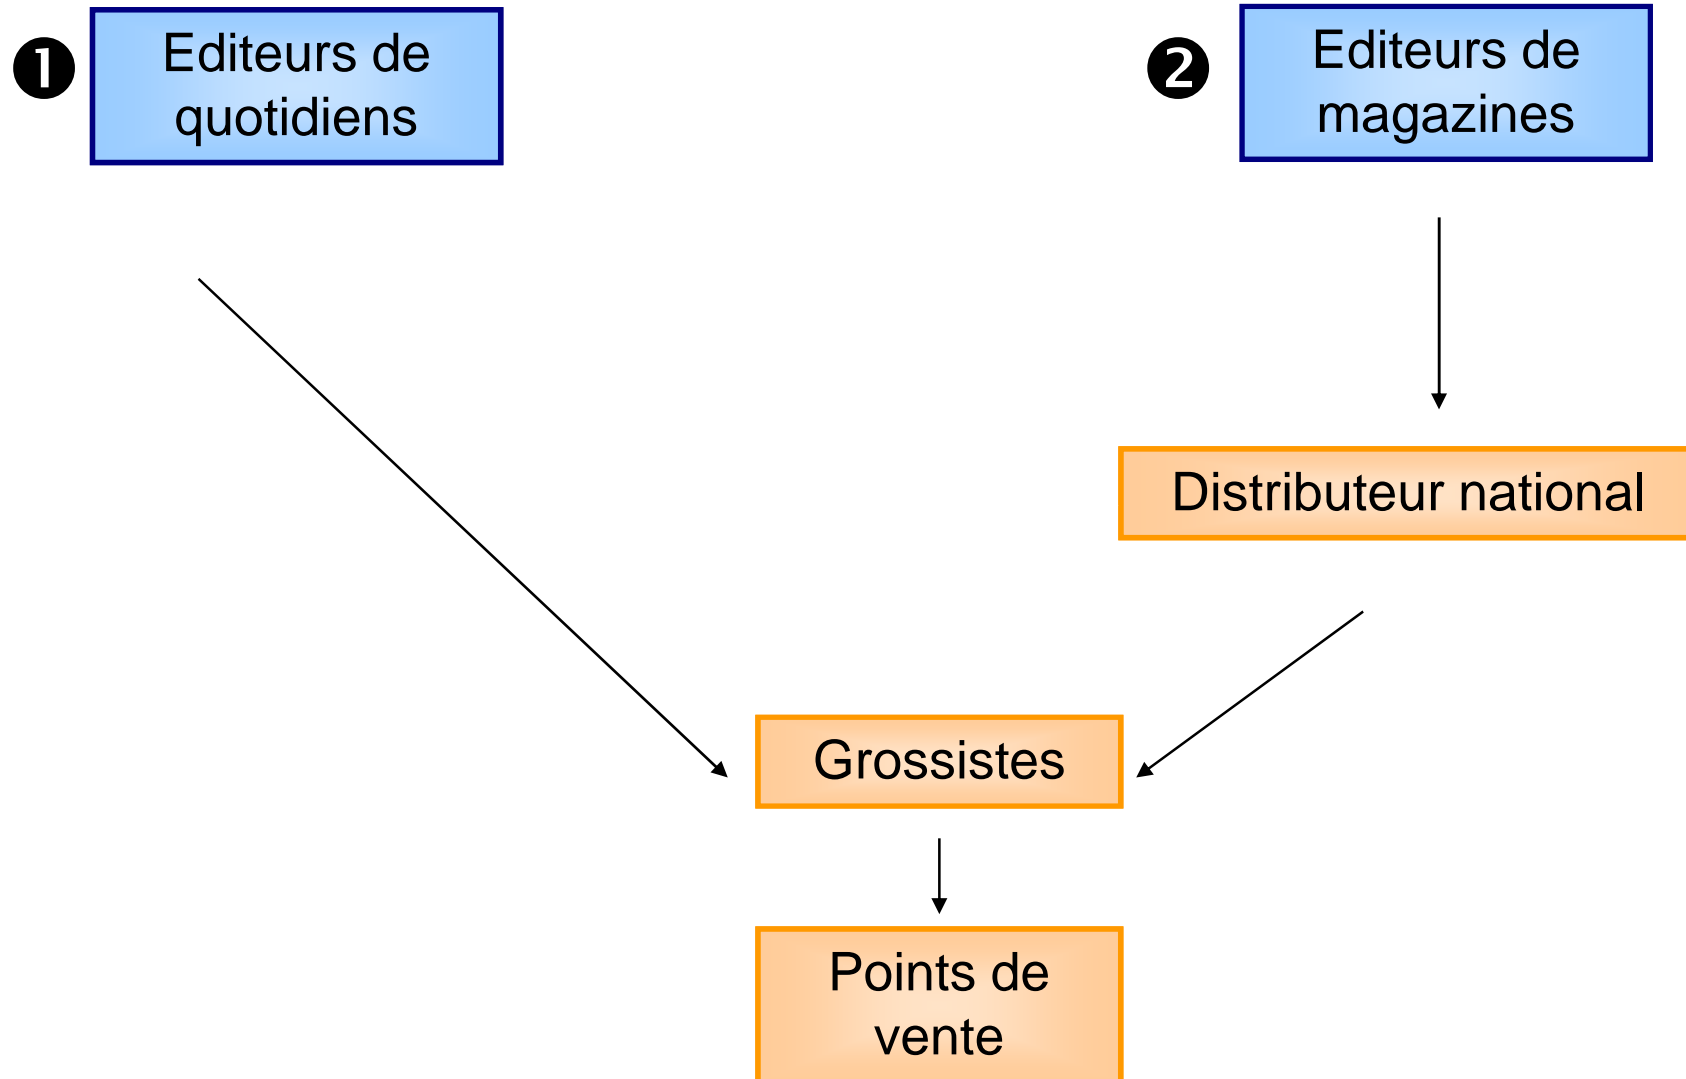 ❶
Editeurs de
quotidiens
❷
Editeurs de
magazines
Distributeur national
Grossistes
Points de
vente